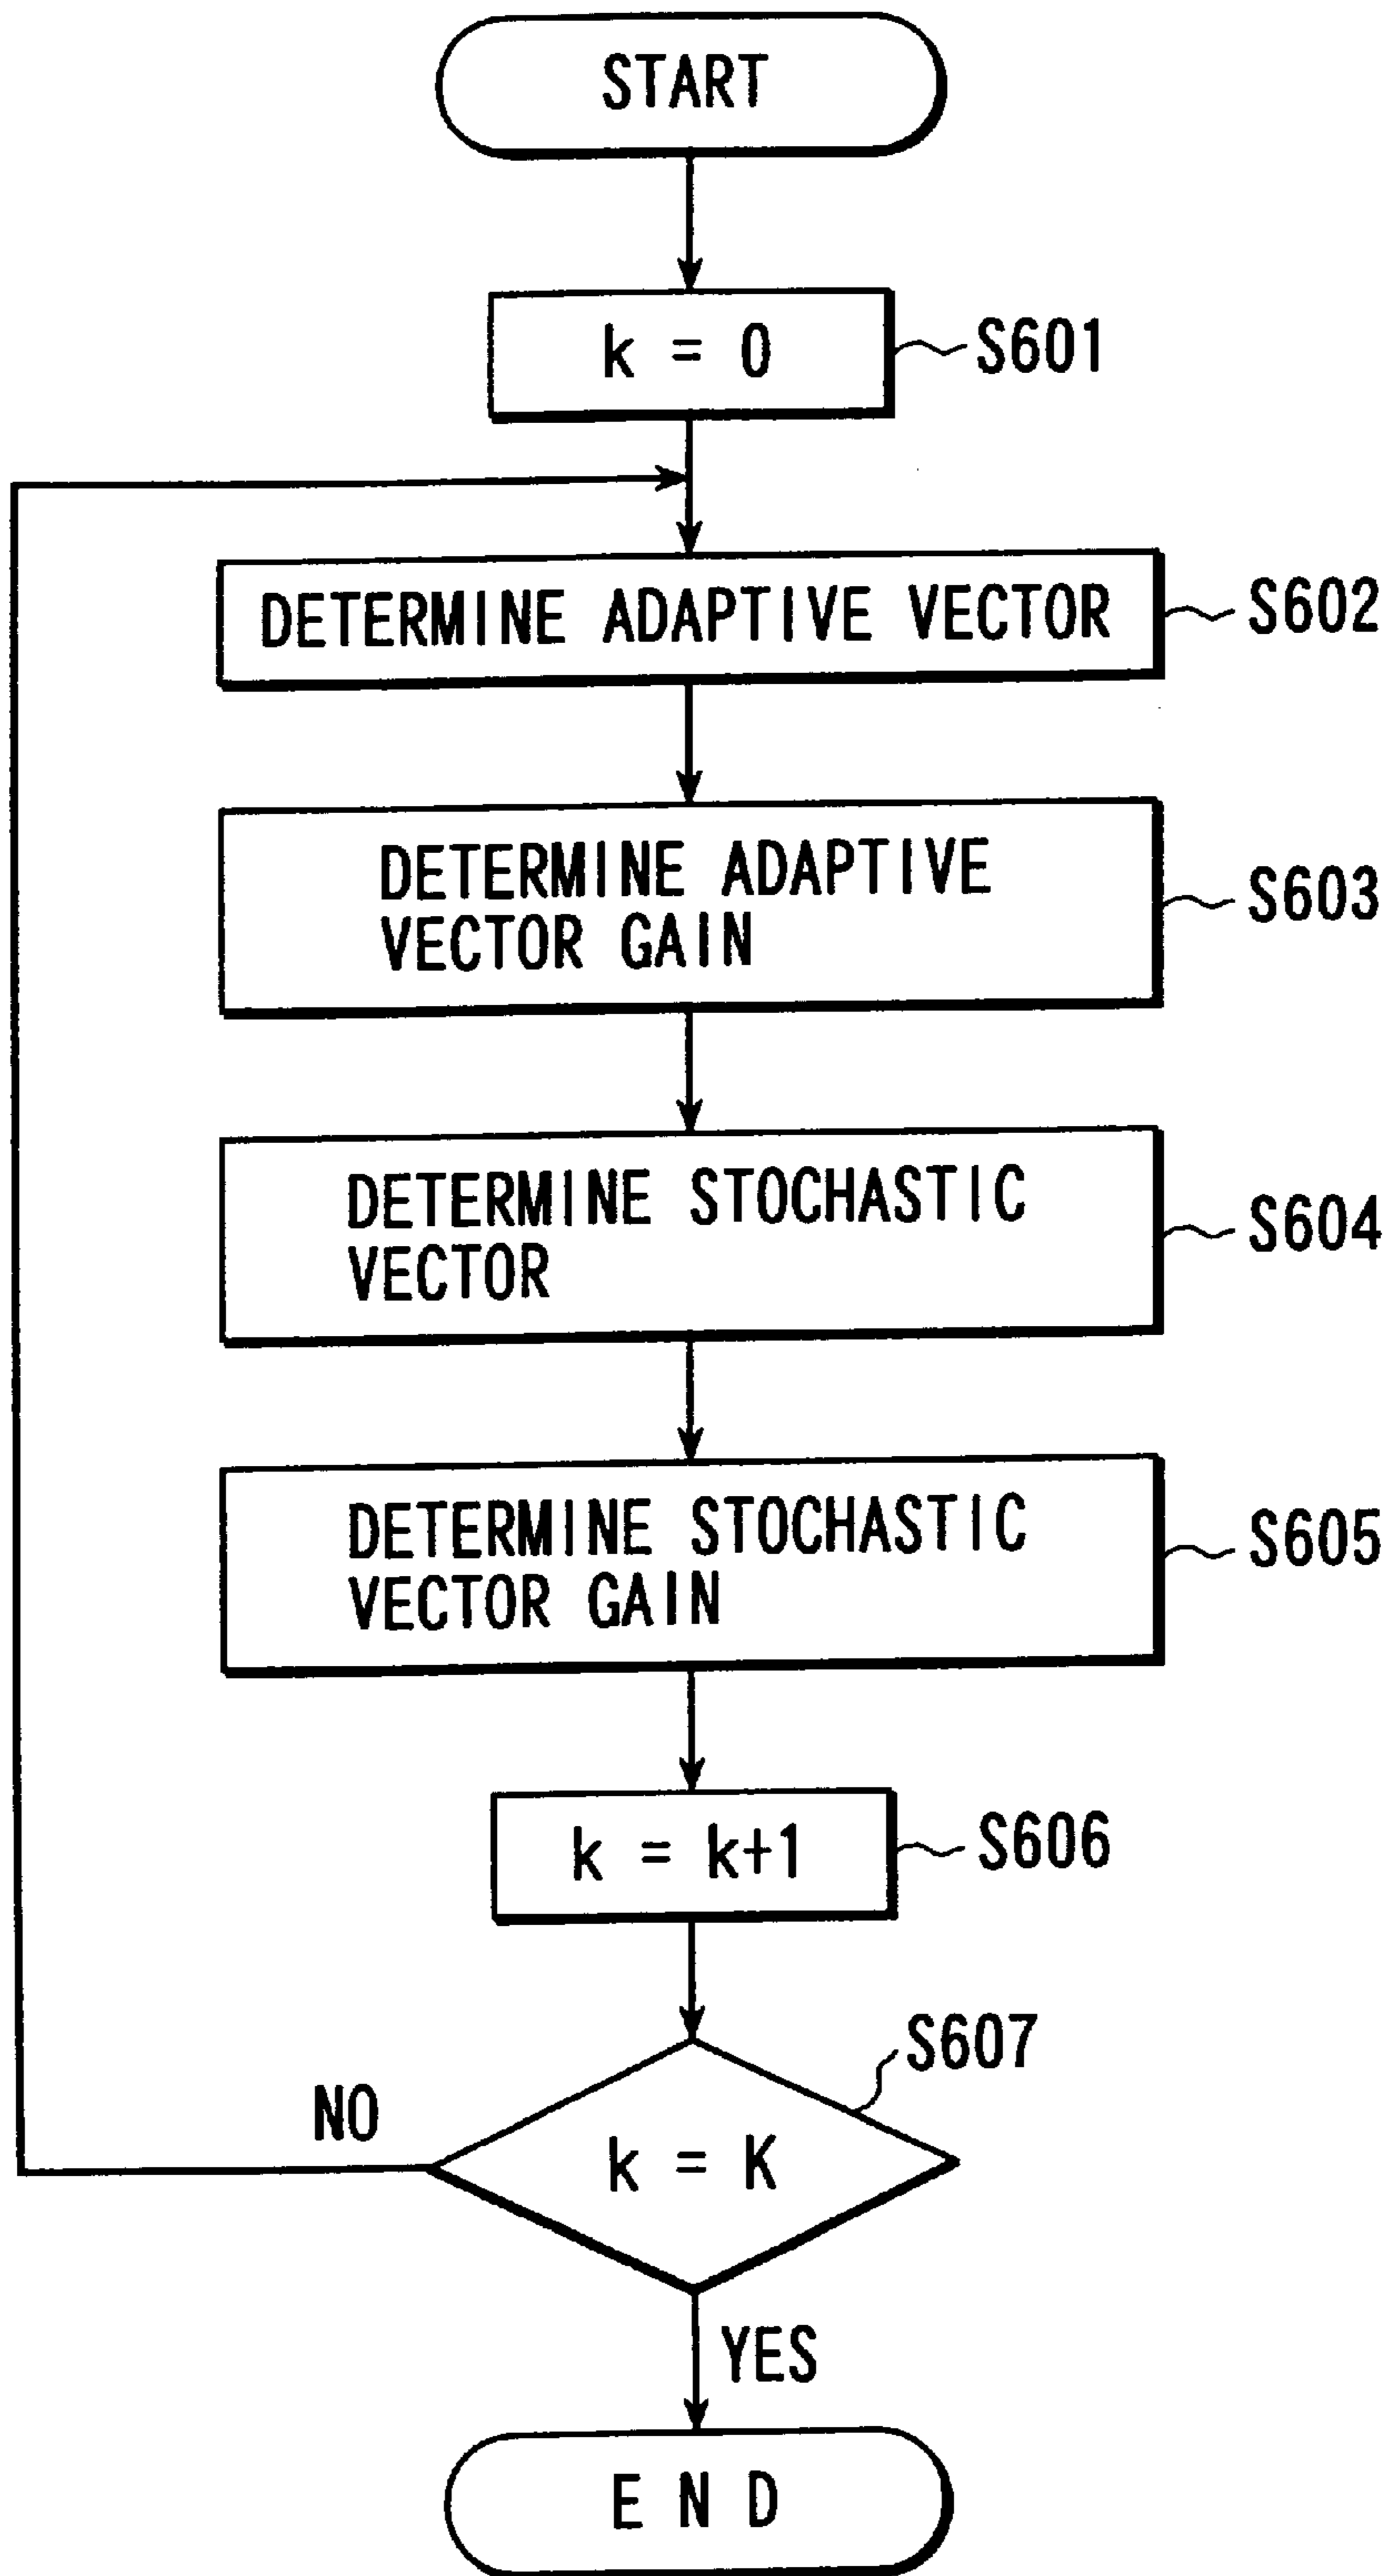 START
k = 0
S601
DETERMINE ADAPTIVE VECTOR
S602
DETERMINE ADAPTIVE
VECTOR GAIN
S603
DETERMINE STOCHASTIC
VECTOR
S604
DETERMINE STOCHASTIC
VECTOR GAIN
S605
k = k+1
S606
S607
NO
k = K
YES
END